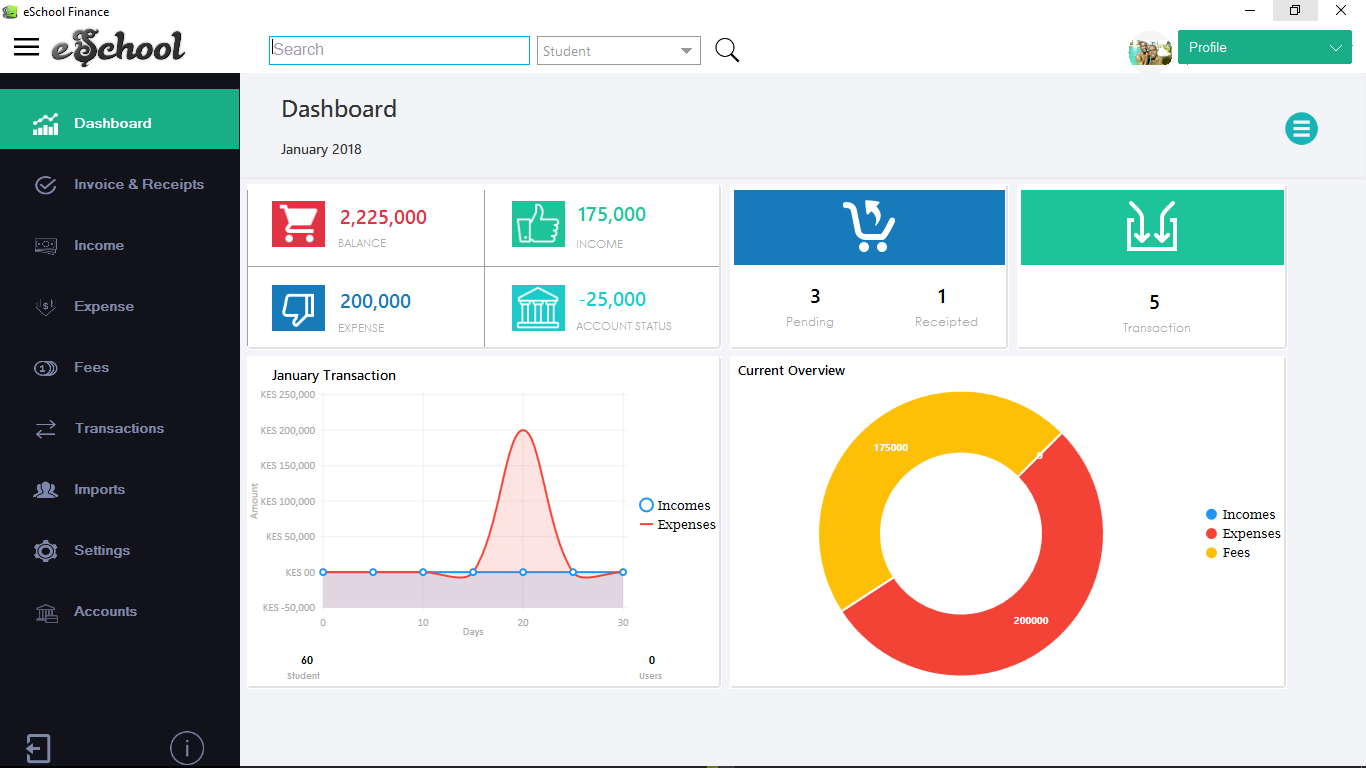 eSchool Finance
eSchool
Search
Student
Profile
Dashboard
Invoice & Receipts
Income
Expense
Fees
Transactions
Imports
Settings
Accounts
Dashboard
January 2018
2,225,000
BALANCE
175,000
INCOME
200,000
EXPENSE
-25,000
ACCOUNT STATUS
3
Pending
1
Receipted
5
Transaction
January Transaction
KES 250,000
KES 200,000
KES 150,000
KES 100,000
KES 50,000
KES 00
KES -50,000
Amount
0 10 20 30
Days
Incomes
Expenses
60
Student
0
Users
Current Overview
175000
0
200000
Incomes
Expenses
Fees